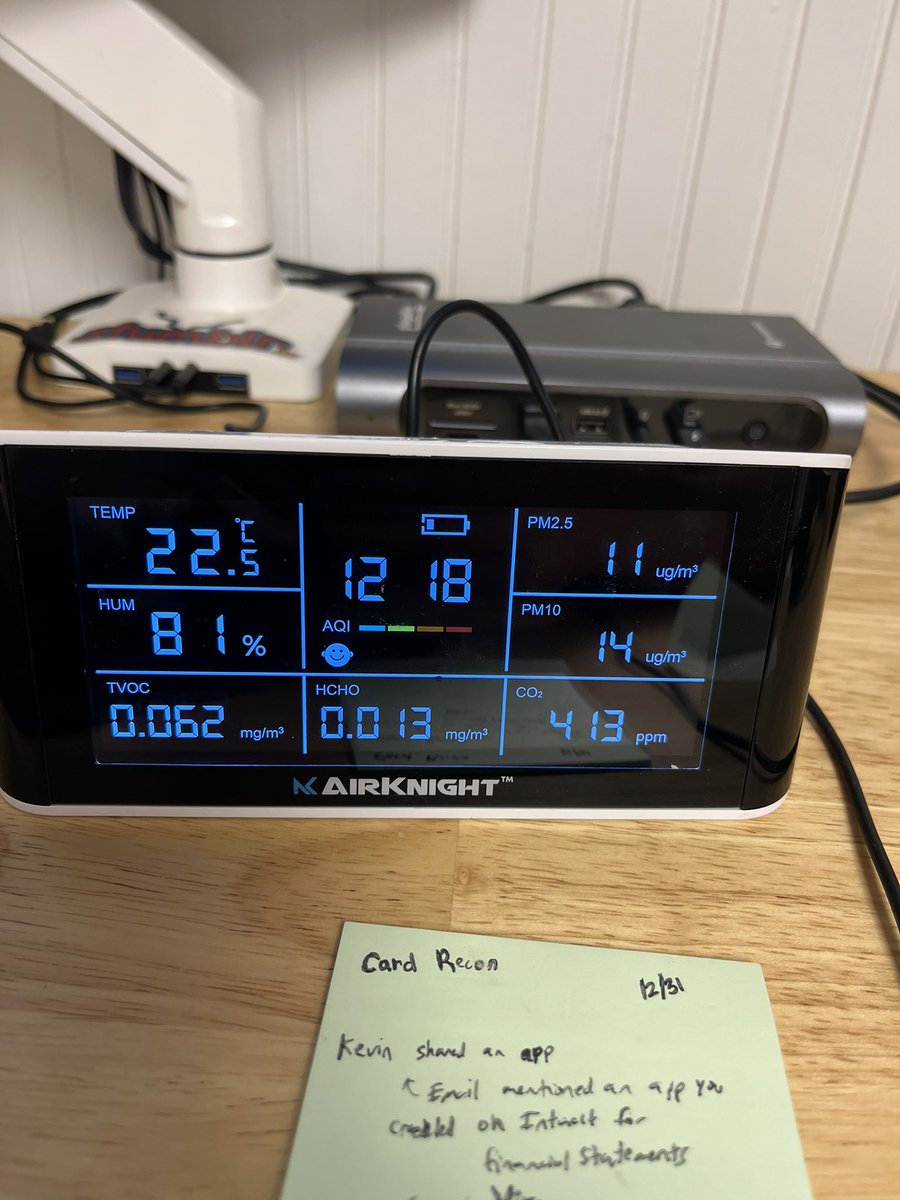 TEMP
22.5 °C
HUM
81 %
12 18
AQI
PM2.5
11 ug/m³
PM10
14 ug/m³
TVOC
0.062 mg/m³
HCHO
0.013 mg/m³
CO₂
413 ppm
AIRKNIGHT™
Card Recon
12/31
Kevin shared an app
Email mentioned an app you
created on Intuit for
financial statements